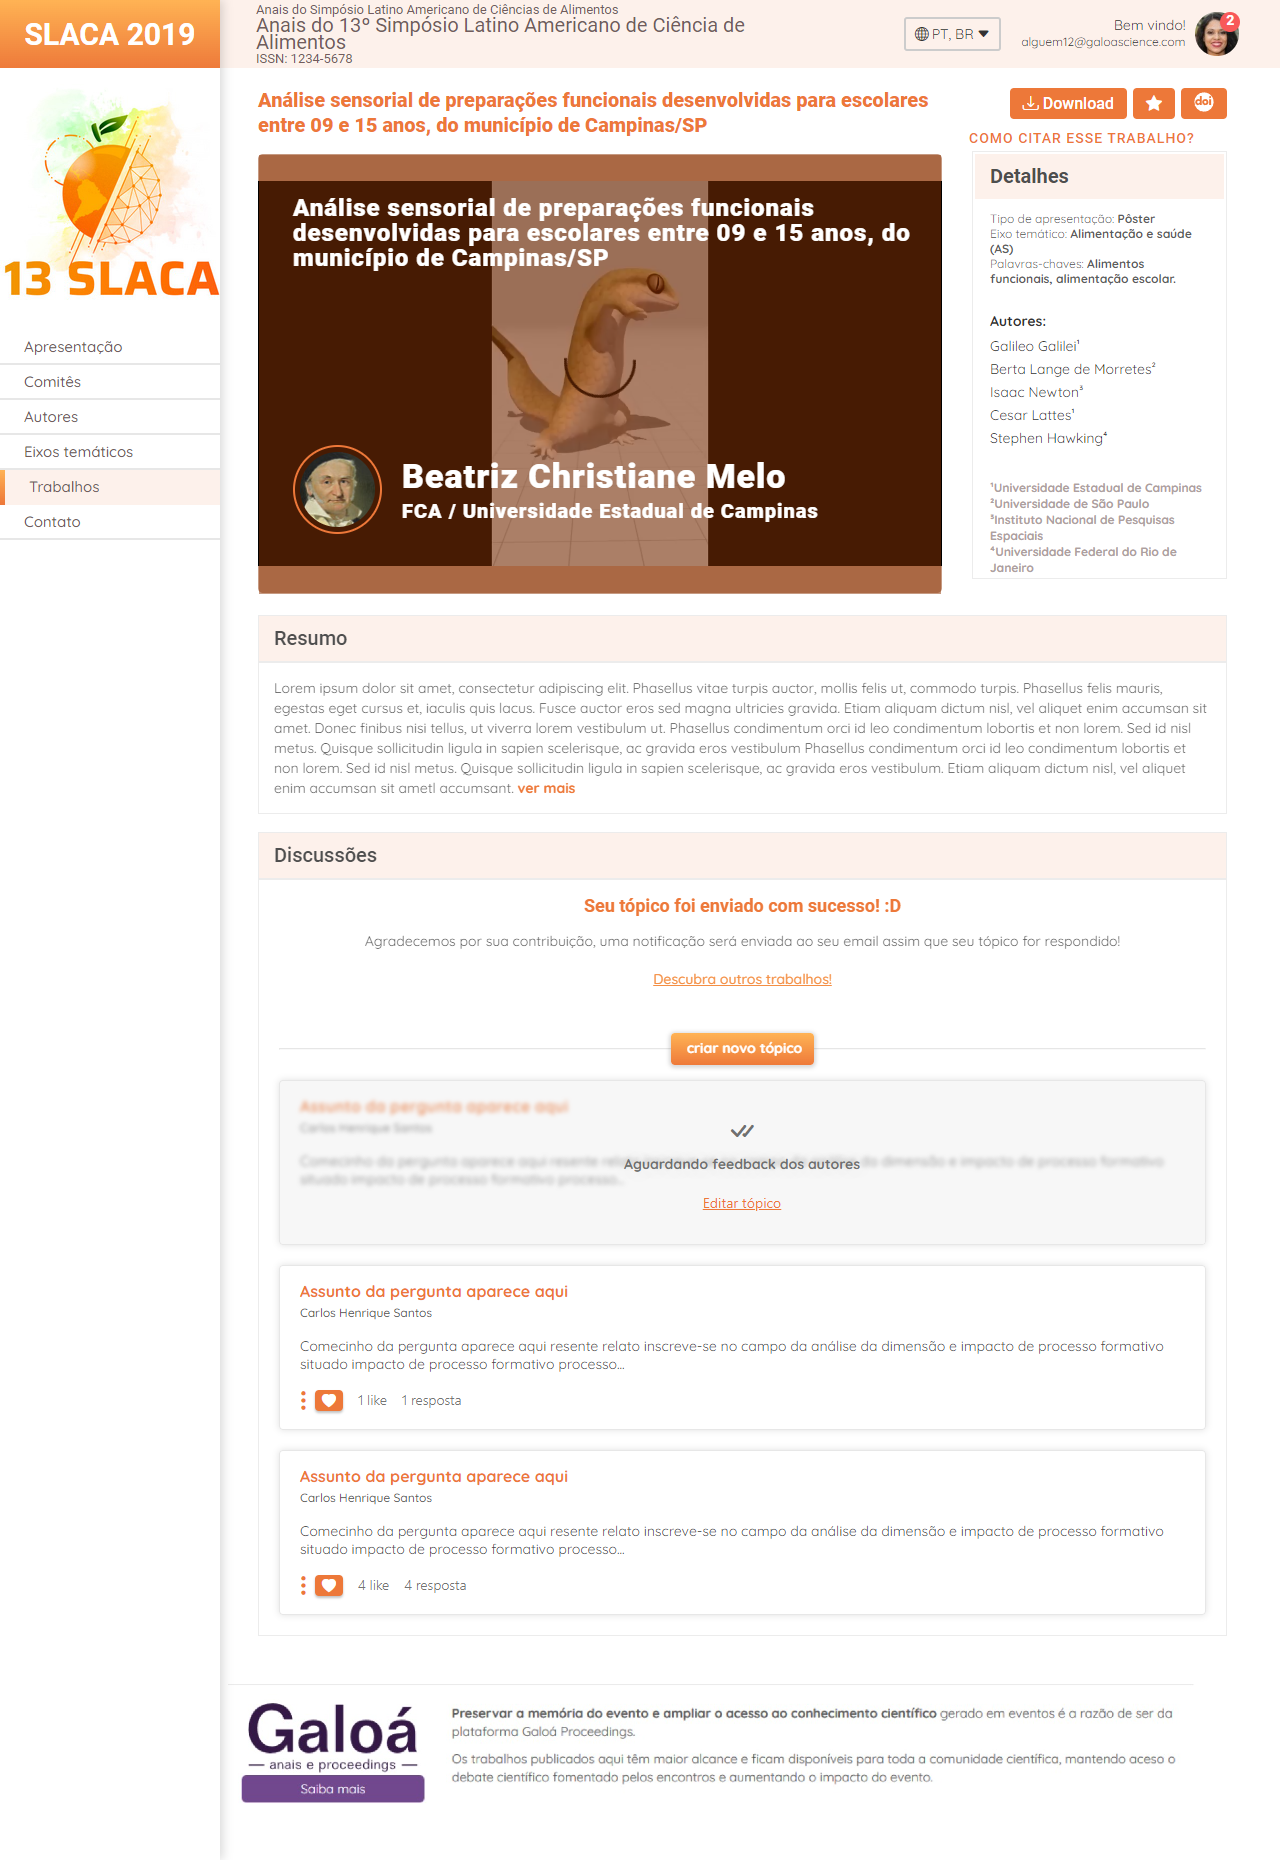 SLACA 2019
Anais do Simpósio Latino Americano de Ciências de Alimentos
Anais do 13º Simpósio Latino Americano de Ciência de
Alimentos
ISSN: 1234-5678
PT, BR
Bem vindo!
alguem12@galoascience.com
2
13 SLACA
Apresentação
Comitês
Autores
Eixos temáticos
Trabalhos
Contato
Análise sensorial de preparações funcionais desenvolvidas para escolares
entre 09 e 15 anos, do município de Campinas/SP
Download
doi
COMO CITAR ESSE TRABALHO?
Análise sensorial de preparações funcionais
desenvolvidas para escolares entre 09 e 15 anos, do
município de Campinas/SP
Beatriz Christiane Melo
FCA / Universidade Estadual de Campinas
Detalhes
Tipo de apresentação: Pôster
Eixo temático: Alimentação e saúde
(AS)
Palavras-chaves: Alimentos
funcionais, alimentação escolar.
Autores:
Galileo Galilei¹
Berta Lange de Morretes²
Isaac Newton³
Cesar Lattes¹
Stephen Hawking⁴
¹Universidade Estadual de Campinas
²Universidade de São Paulo
³Instituto Nacional de Pesquisas
Espaciais
⁴Universidade Federal do Rio de
Janeiro
Resumo
Lorem ipsum dolor sit amet, consectetur adipiscing elit. Phasellus vitae turpis auctor, mollis felis ut, commodo turpis. Phasellus felis mauris,
egestas eget cursus et, iaculis quis lacus. Fusce auctor eros sed magna ultricies gravida. Etiam aliquam dictum nisl, vel aliquet enim accumsan sit
amet. Donec finibus nisi tellus, ut viverra lorem vestibulum ut. Phasellus condimentum orci id leo condimentum lobortis et non lorem. Sed id nisl
metus. Quisque sollicitudin ligula in sapien scelerisque, ac gravida eros vestibulum Phasellus condimentum orci id leo condimentum lobortis et
non lorem. Sed id nisl metus. Quisque sollicitudin ligula in sapien scelerisque, ac gravida eros vestibulum. Etiam aliquam dictum nisl, vel aliquet
enim accumsan sit ametl accumsant. ver mais
Discussões
Seu tópico foi enviado com sucesso! :D
Agradecemos por sua contribuição, uma notificação será enviada ao seu email assim que seu tópico for respondido!
Descubra outros trabalhos!
criar novo tópico
Assunto da pergunta aparece aqui
Carlos Henrique Santos
Comecinho da pergunta aparece aqui resente relato da dimensão e impacto de processo formativo
situado impacto de processo formativo processo...
Aguardando feedback dos autores
Editar tópico
Assunto da pergunta aparece aqui
Carlos Henrique Santos
Comecinho da pergunta aparece aqui resente relato inscreve-se no campo da análise da dimensão e impacto de processo formativo
situado impacto de processo formativo processo...
1 like 1 resposta
Assunto da pergunta aparece aqui
Carlos Henrique Santos
Comecinho da pergunta aparece aqui resente relato inscreve-se no campo da análise da dimensão e impacto de processo formativo
situado impacto de processo formativo processo...
4 like 4 resposta
Galoá
anais e proceedings
Saiba mais
Preservar a memória do evento e ampliar o acesso ao conhecimento científico gerado em eventos é a razão de ser da
plataforma Galoá Proceedings.
Os trabalhos publicados aqui têm maior alcance e ficam disponíveis para toda a comunidade científica, mantendo aceso o
debate científico fomentado pelos encontros e aumentando o impacto do evento.